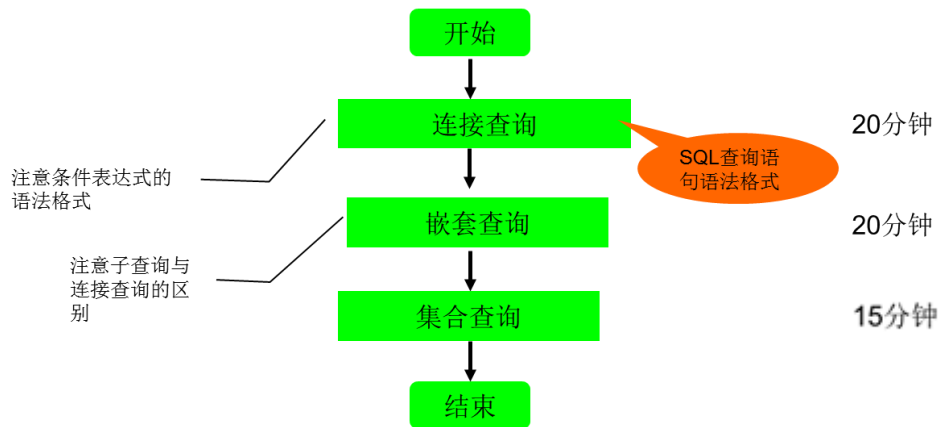 开始
连接查询
20分钟
SQL查询语
句语法格式
注意条件表达式的
语法格式
嵌套查询
20分钟
注意子查询与
连接查询的区
别
集合查询
15分钟
结束